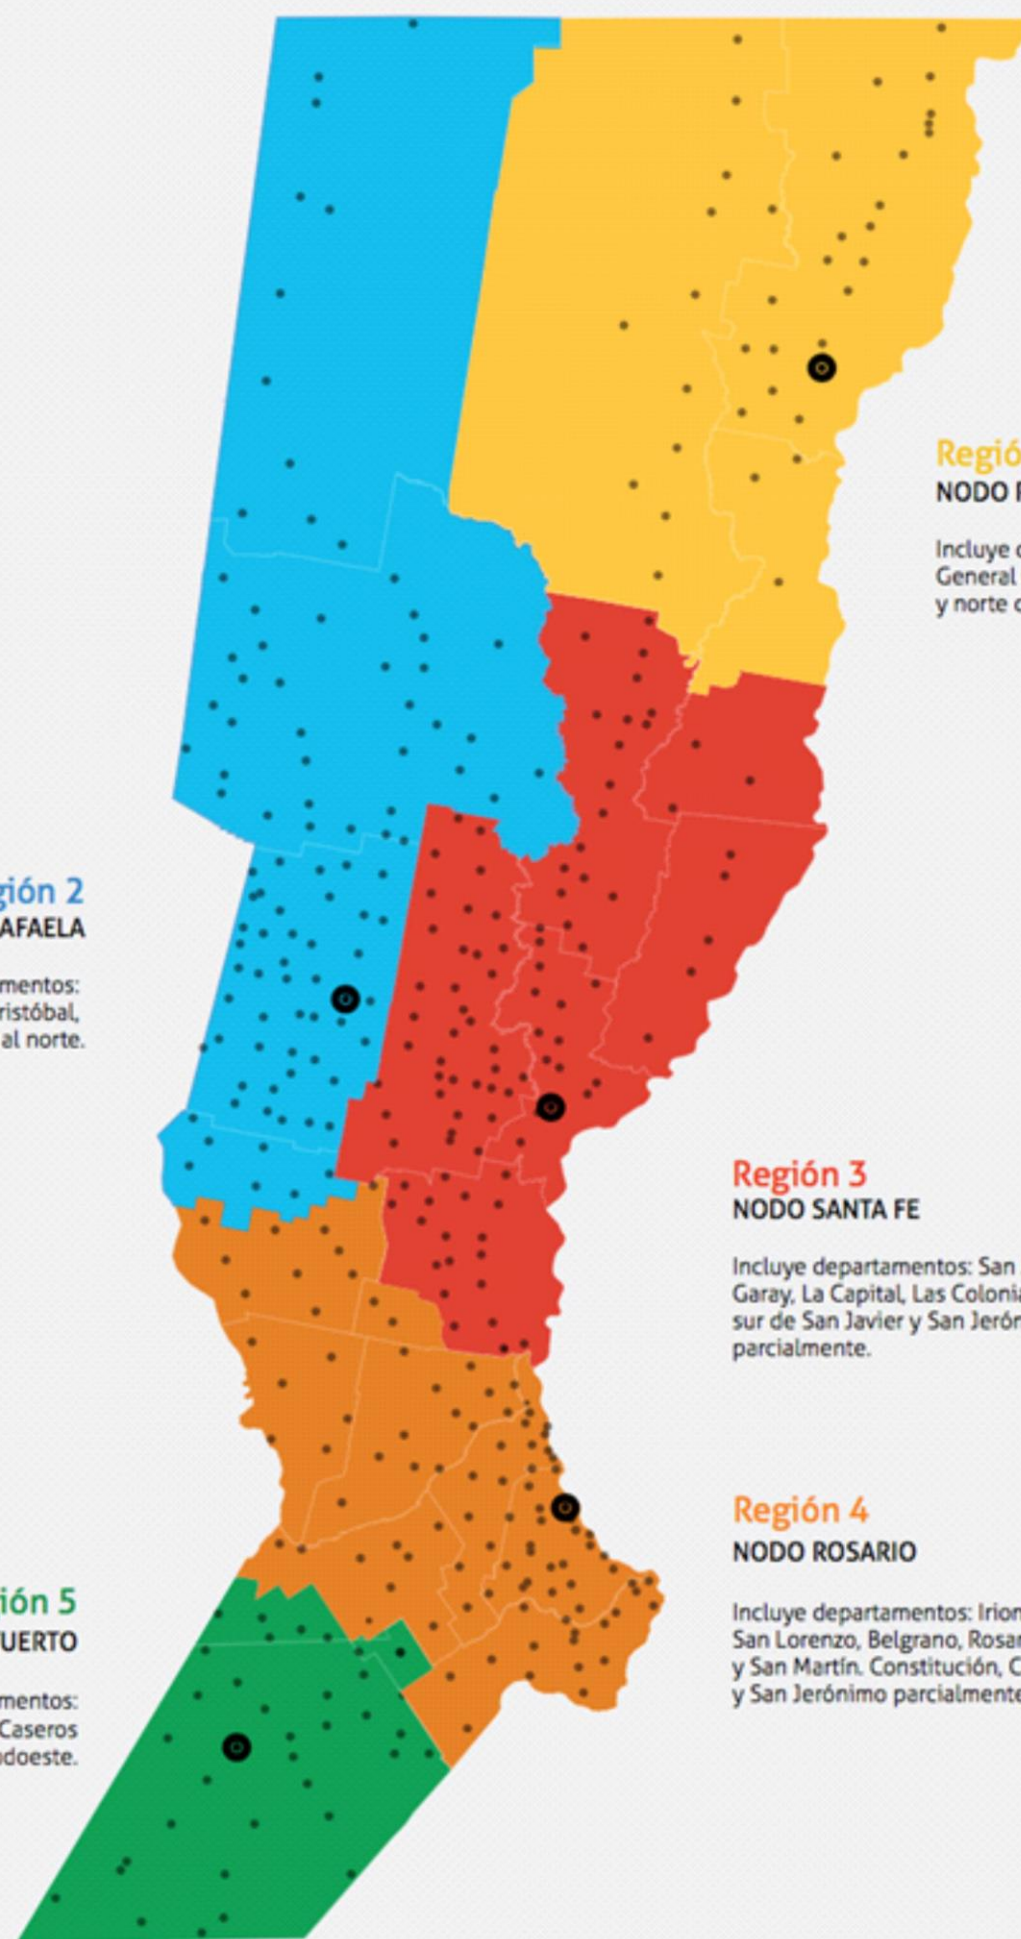 Regió
NODO
Incluye
General
y norte
gión 2
AFAELA
mentos:
ristóbal,
al norte.
Región 3
NODO SANTA FE
Incluye departamentos: San
Garay, La Capital, Las Colonia
sur de San Javier y San Jerón
parcialmente.
Región 4
NODO ROSARIO
Incluye departamentos: Irion
San Lorenzo, Belgrano, Rosar
y San Martín. Constitución, C
y San Jerónimo parcialmente
ión 5
UERTO
mentos:
Caseros
doeste.